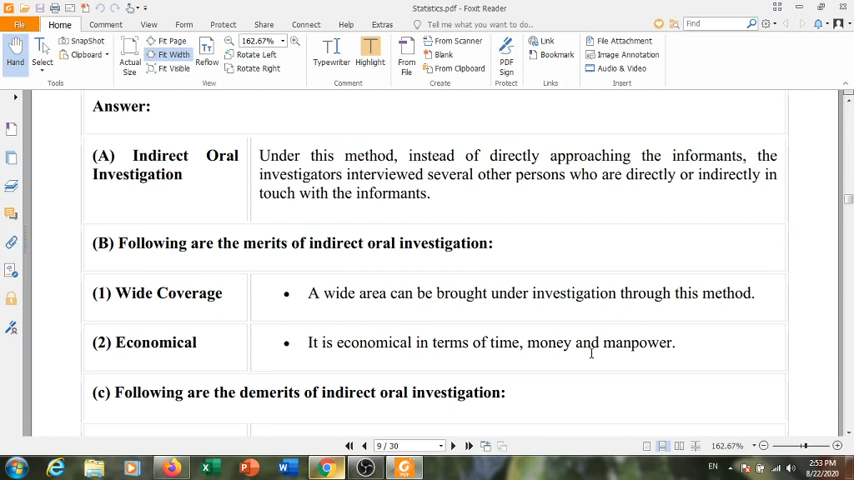 Statistics.pdf - Foxit Reader
File Home Comment View Form Protect Share Connect Help Extras Tell me what you want to do... Find
Hand
Select
SnapShot
Clipboard
Tools
Actual Size
Fit Page
Fit Width
Fit Visible
Reflow
162.67%
Rotate Left
Rotate Right
View
Typewriter
Highlight
Comment
From File
From Scanner
Blank
From Clipboard
Create
PDF Sign
Protect
Link
Bookmark
Links
File Attachment
Image Annotation
Audio & Video
Insert
Answer:
(A) Indirect Oral
Investigation
Under this method, instead of directly approaching the informants, the
investigators interviewed several other persons who are directly or indirectly in
touch with the informants.
(B) Following are the merits of indirect oral investigation:
(1) Wide Coverage
• A wide area can be brought under investigation through this method.
(2) Economical
• It is economical in terms of time, money and manpower.
(c) Following are the demerits of indirect oral investigation:
9 / 30
162.67%
EN
2:53 PM
8/22/2020